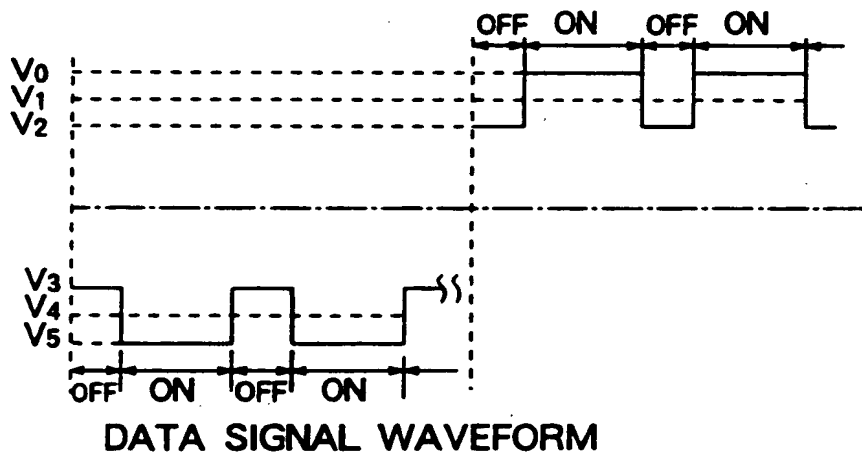 OFF ON OFF ON
V0
V1
V2
V3
V4
V5
OFF ON OFF ON
DATA SIGNAL WAVEFORM